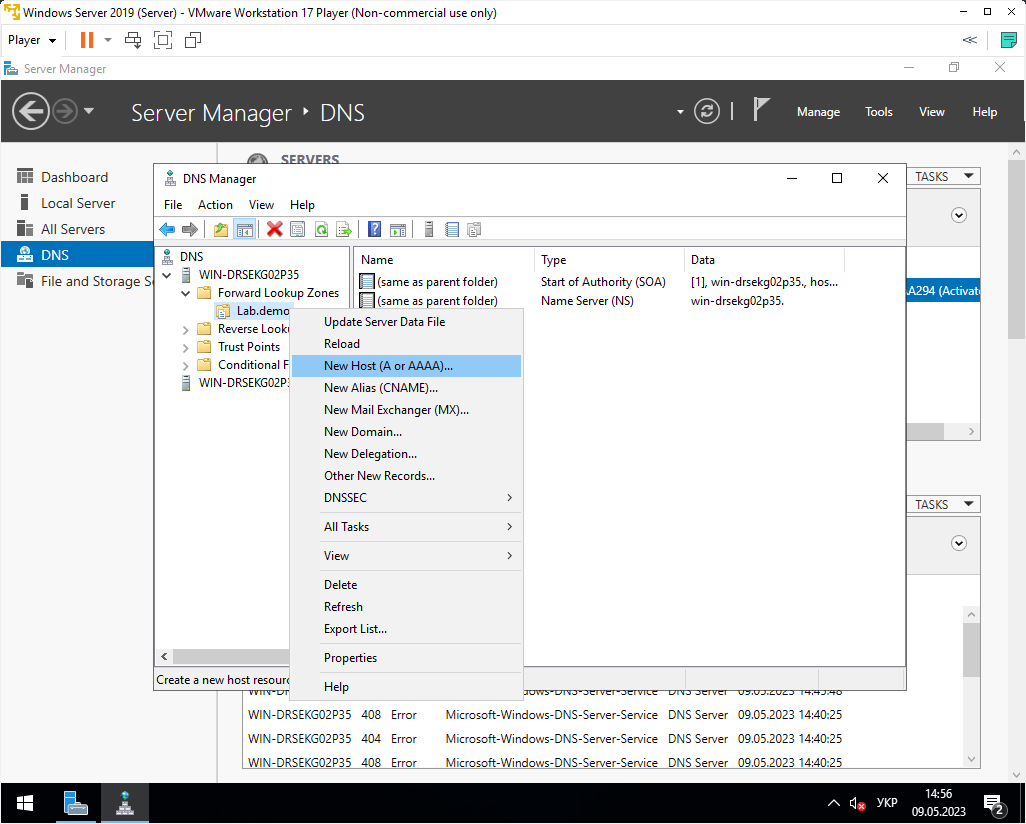 Windows Server 2019 (Server) - VMware Workstation 17 Player (Non-commercial use only)
Player
Server Manager
Server Manager DNS
Manage Tools View Help
Dashboard
Local Server
All Servers
DNS
File and Storage
SERVERS
TASKS
A294
DNS Manager
File Action View Help
DNS
WIN-DRSEKG02P35
Forward Lookup Zones
Lab.demo
Reverse
Trust Points
Conditional
Name Type Data
(same as parent folder) Start of Authority (SOA) [1], win-drsekg02p35., hos...
(same as parent folder) Name Server (NS) win-drsekg02p35.
Update Server Data File
Reload
New Host (A or AAAA)...
New Alias (CNAME)...
New Mail Exchanger (MX)...
New Domain...
New Delegation...
Other New Records...
DNSSEC
All Tasks
View
Delete
Refresh
Export List...
Properties
Help
Create a new host
TASKS
WIN-DRSEKG02P35 408 Error Microsoft-Windows-DNS-Server-Service DNS Server 09.05.2023 14:40:25
WIN-DRSEKG02P35 404 Error Microsoft-Windows-DNS-Server-Service DNS Server 09.05.2023 14:40:25
WIN-DRSEKG02P35 408 Error Microsoft-Windows-DNS-Server-Service DNS Server 09.05.2023 14:40:25
УКР
14:56
09.05.2023
2